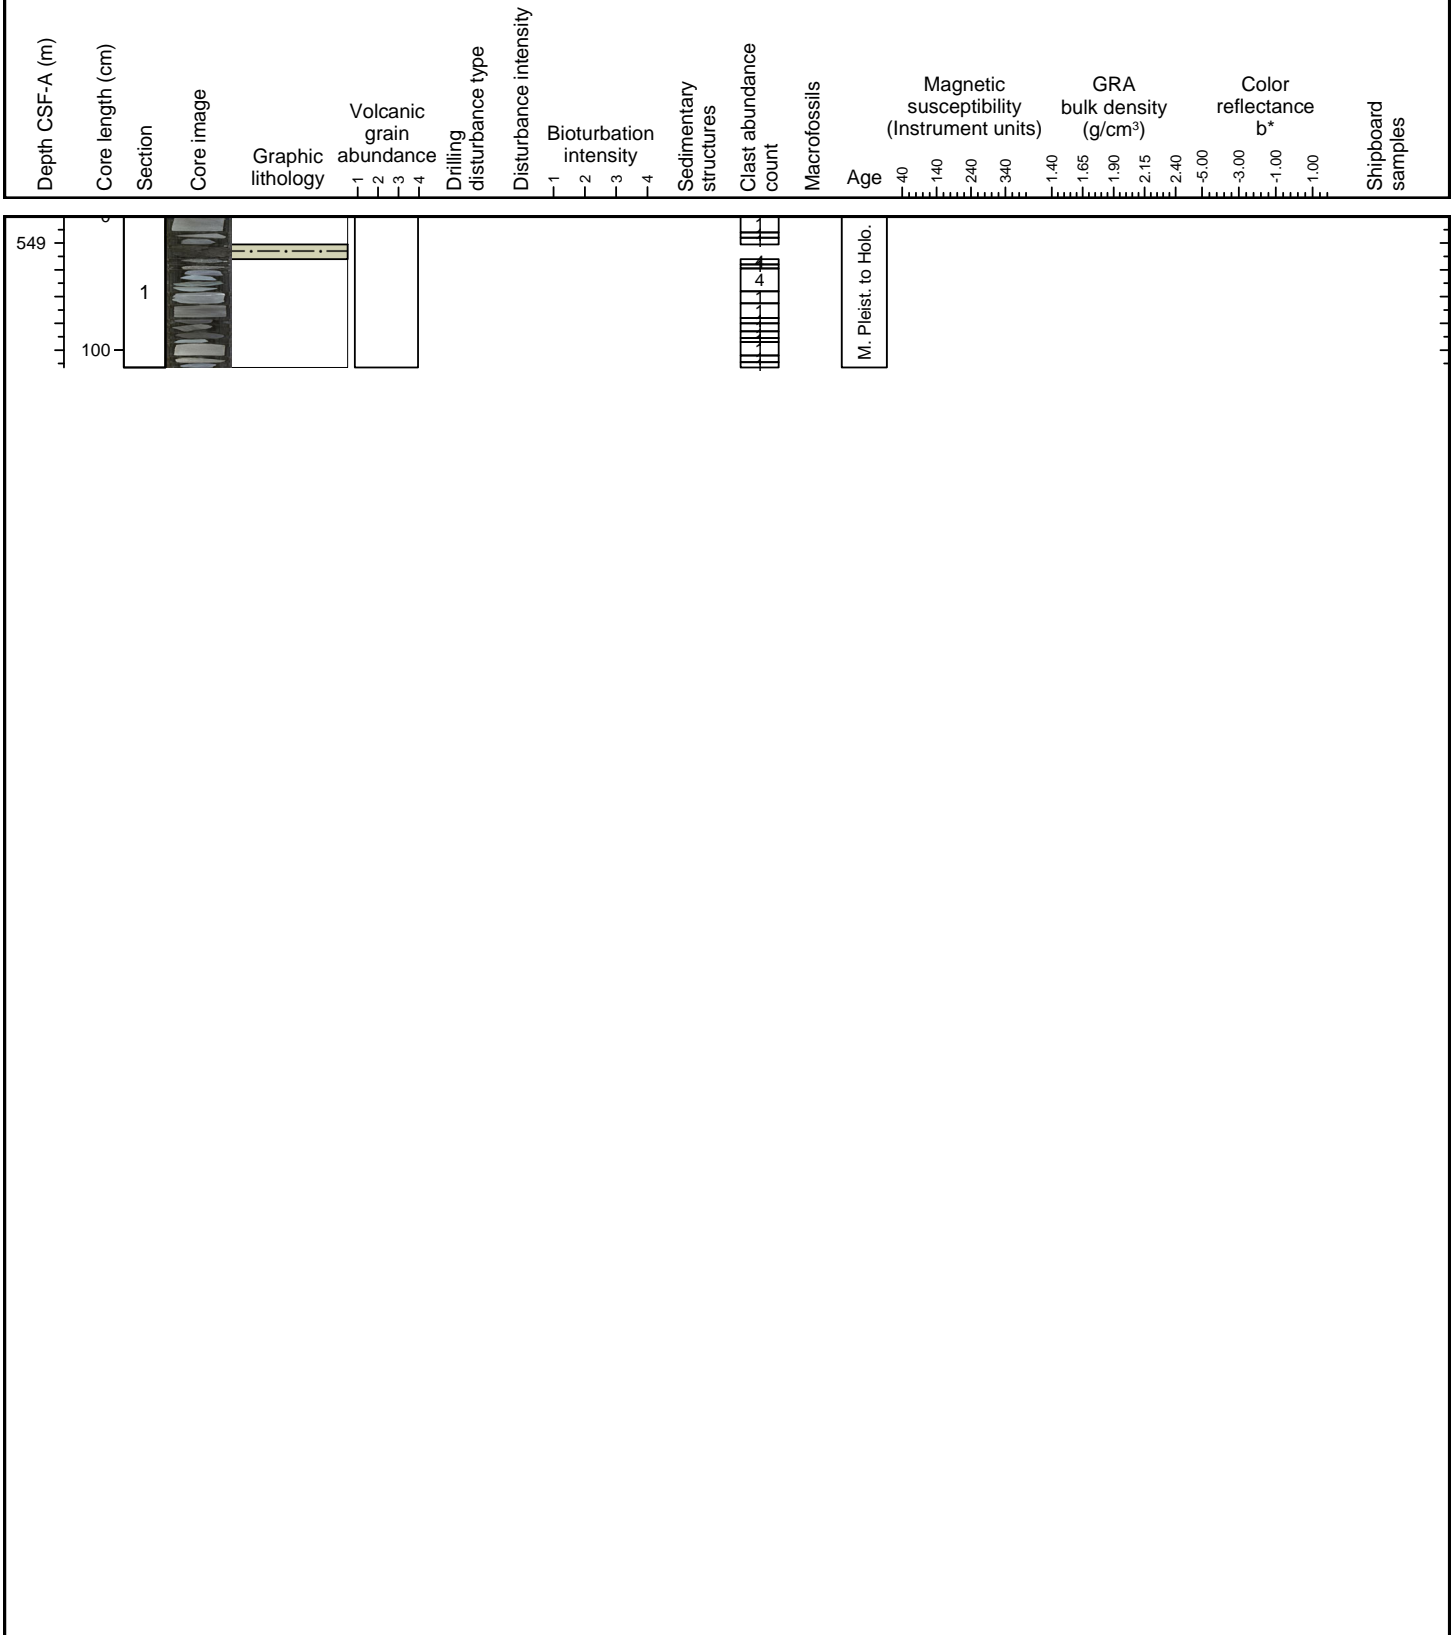 Depth CSF-A (m)
Core length (cm)
Section
Core image
Graphic
lithology
Volcanic
grain
abundance
1 2 3 4
Drilling
disturbance type
Disturbance intensity
Bioturbation
intensity
1 2 3 4
Sedimentary
structures
Clast abundance
count
Macrofossils
Age
Magnetic
susceptibility
(Instrument units)
40 140 240 340
GRA
bulk density
(g/cm³)
1.40 1.65 1.90 2.15 2.40
Color
reflectance
b*
-5.00 -3.00 -1.00 1.00
Shipboard
samples
549
100
1
1
4
1
M. Pleist. to Holo.